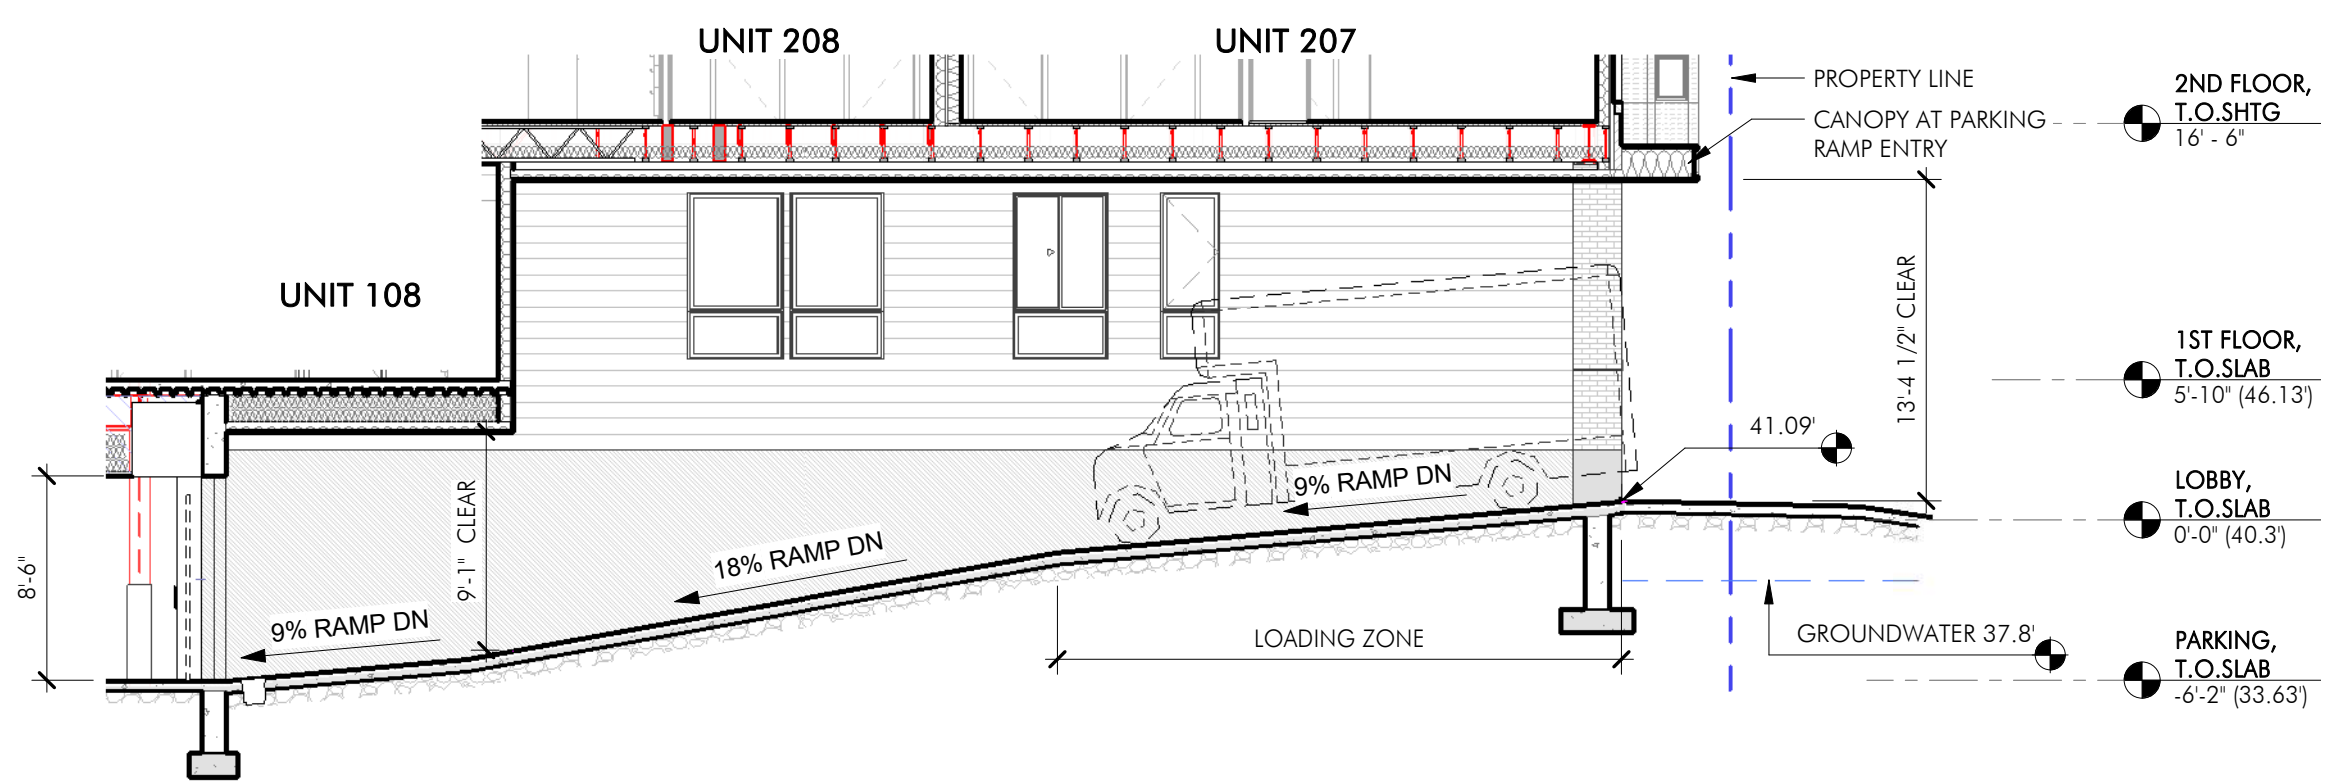 UNIT 208
UNIT 207
PROPERTY LINE
CANOPY AT PARKING
RAMP ENTRY
2ND FLOOR,
T.O.SHTG
16' - 6"
UNIT 108
13'-4 1/2" CLEAR
1ST FLOOR,
T.O.SLAB
5'-10" (46.13')
41.09'
9% RAMP DN
LOBBY,
T.O.SLAB
0'-0" (40.3')
8'-6"
9'-1" CLEAR
18% RAMP DN
9% RAMP DN
LOADING ZONE
GROUNDWATER 37.8'
PARKING,
T.O.SLAB
-6'-2" (33.63')